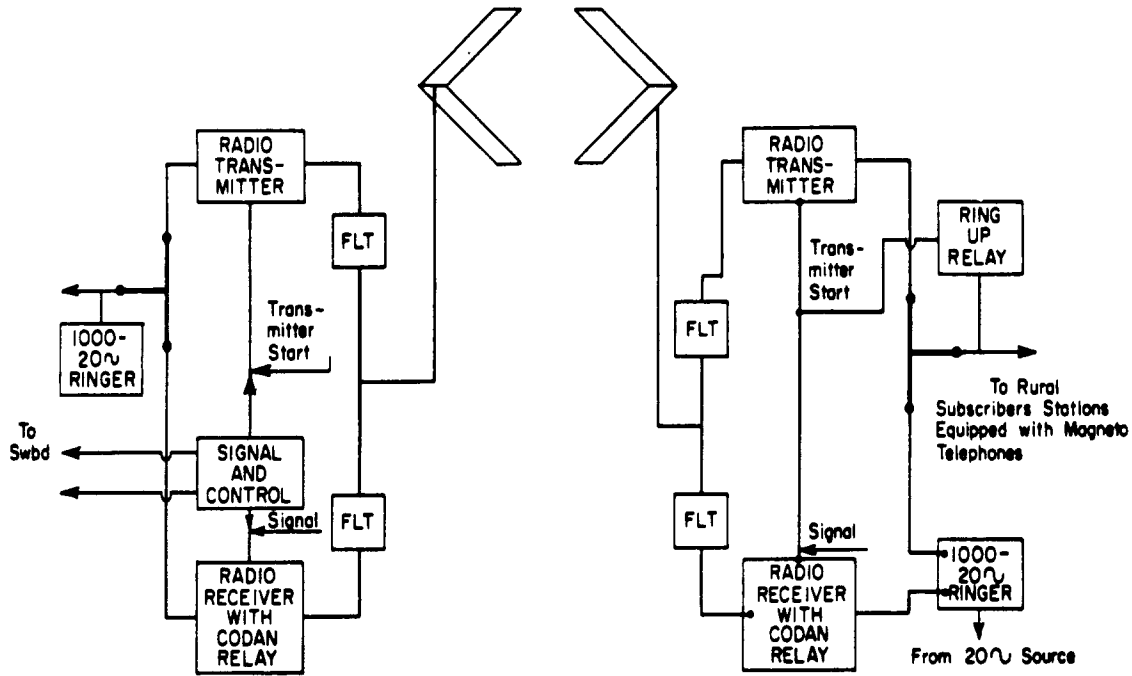 RADIO
TRANS-
MITTER
FLT
1000-
20∿
RINGER
Trans-
mitter
Start
To
Swbd
SIGNAL
AND
CONTROL
Signal
FLT
RADIO
RECEIVER
WITH
CODAN
RELAY
RADIO
TRANS-
MITTER
RING
UP
RELAY
Trans-
mitter
Start
FLT
To Rural
Subscribers Stations
Equipped with Magneto
Telephones
FLT
Signal
RADIO
RECEIVER
WITH
CODAN
RELAY
1000-
20∿
RINGER
From 20∿ Source